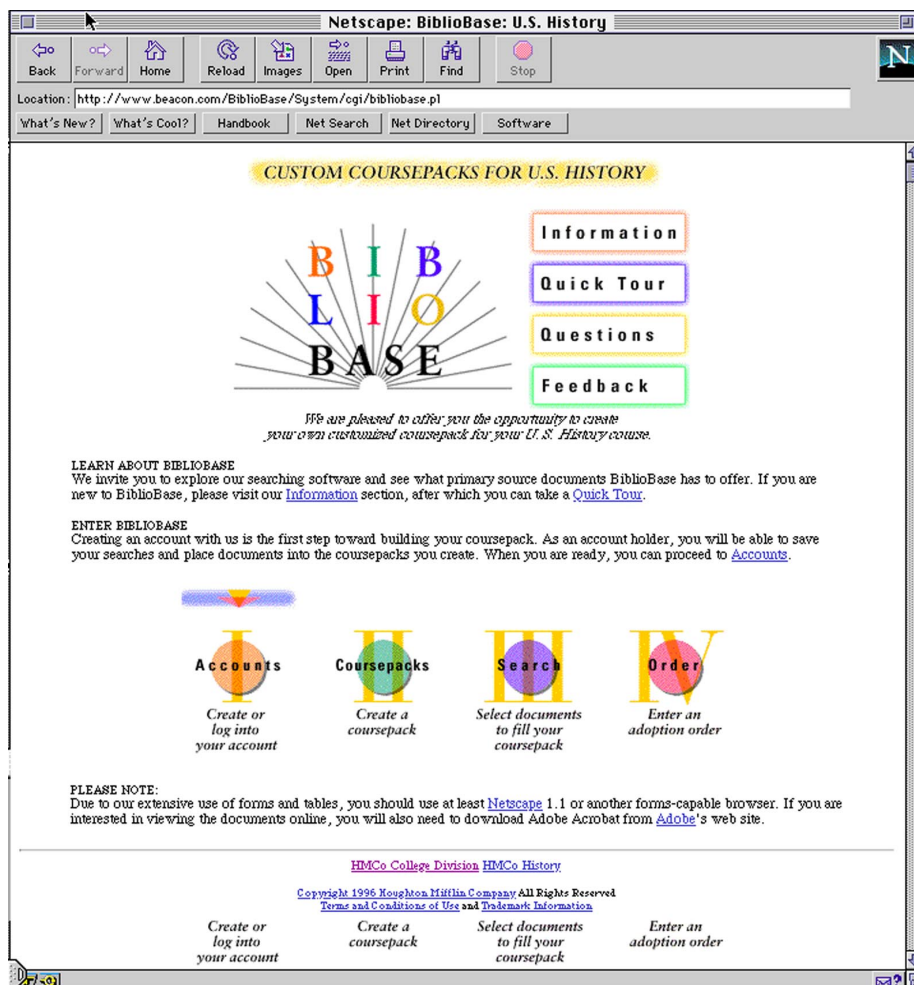 Netscape: BiblioBase: U.S. History
Back Forward Home Reload Images Open Print Find Stop
N
Location: http://www.beacon.com/BiblioBase/System/cgi/bibliobase.pl
What's New? What's Cool? Handbook Net Search Net Directory Software
CUSTOM COURSEPACKS FOR U.S. HISTORY
B I B
L I O
BASE
Information
Quick Tour
Questions
Feedback
We are pleased to offer you the opportunity to create
your own customized coursepack for your U.S. History course.
LEARN ABOUT BIBLIOBASE
We invite you to explore our searching software and see what primary source documents BiblioBase has to offer. If you are
new to BiblioBase, please visit our Information section, after which you can take a Quick Tour.
ENTER BIBLIOBASE
Creating an account with us is the first step toward building your coursepack. As an account holder, you will be able to save
your searches and place documents into the coursepacks you create. When you are ready, you can proceed to Accounts.
I II III IV
Accounts Coursepacks Search Order
Create or Create a Select documents Enter an
log into coursepack to fill your adoption order
your account coursepack
PLEASE NOTE:
Due to our extensive use of forms and tables, you should use at least Netscape 1.1 or another forms-capable browser. If you are
interested in viewing the documents online, you will also need to download Adobe Acrobat from Adobe's web site.
HMCo College Division HMCo History
Copyright 1996 Houghton Mifflin Company All Rights Reserved
Terms and Conditions of Use and Trademark Information
Create or Create a Select documents Enter an
log into coursepack to fill your adoption order
your account coursepack